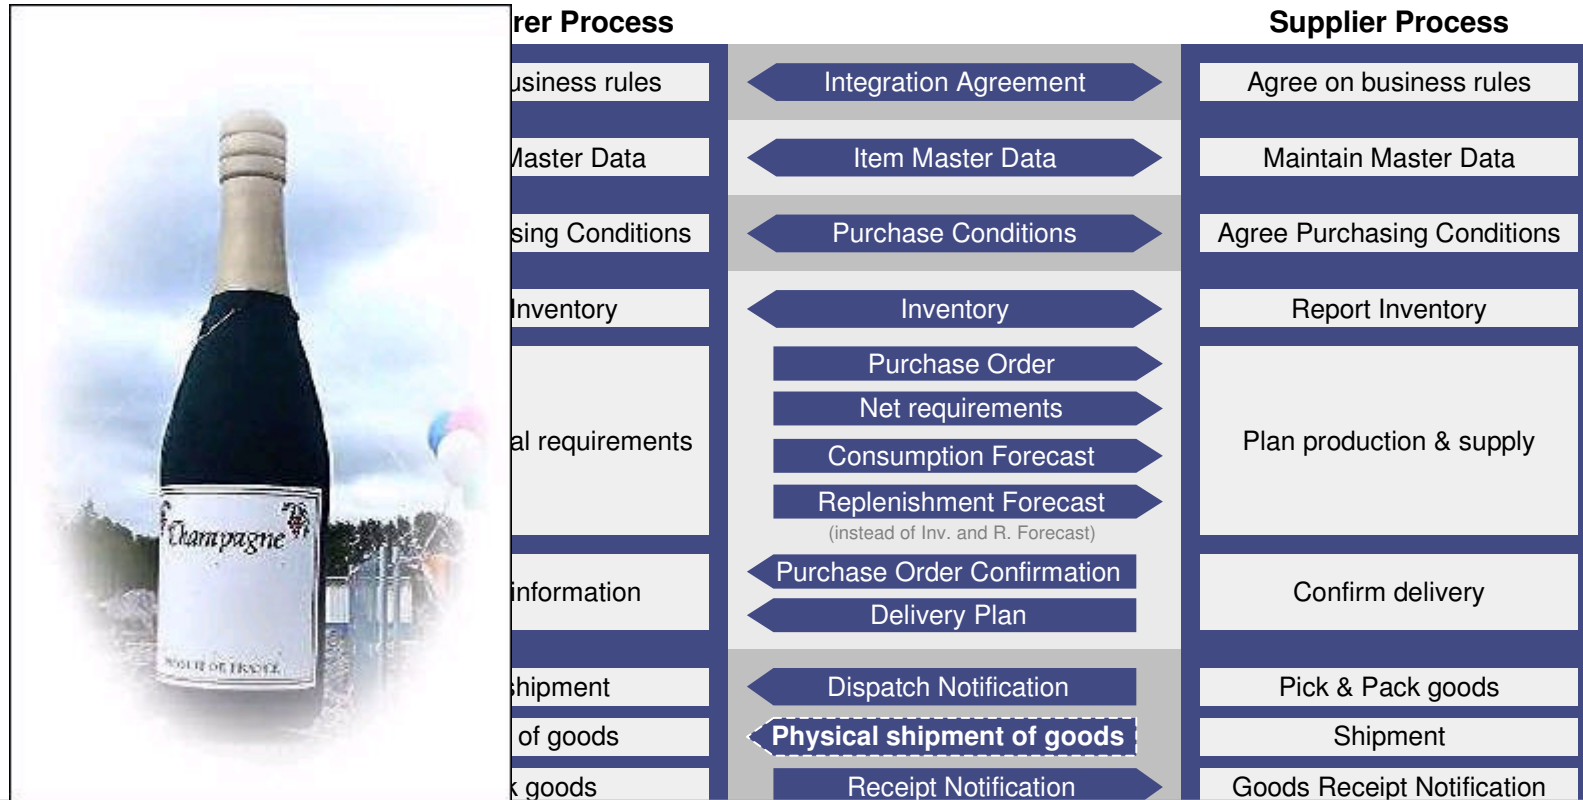 rer Process
Supplier Process
usiness rules
Integration Agreement
Agree on business rules
Master Data
Item Master Data
Maintain Master Data
sing Conditions
Purchase Conditions
Agree Purchasing Conditions
Inventory
Inventory
Report Inventory
Purchase Order
Net requirements
al requirements
Consumption Forecast
Plan production & supply
Replenishment Forecast
(instead of Inv. and R. Forecast)
Purchase Order Confirmation
information
Confirm delivery
Delivery Plan
shipment
Dispatch Notification
Pick & Pack goods
of goods
Physical shipment of goods
Shipment
k goods
Receipt Notification
Goods Receipt Notification
Champagne
OF FRANCE